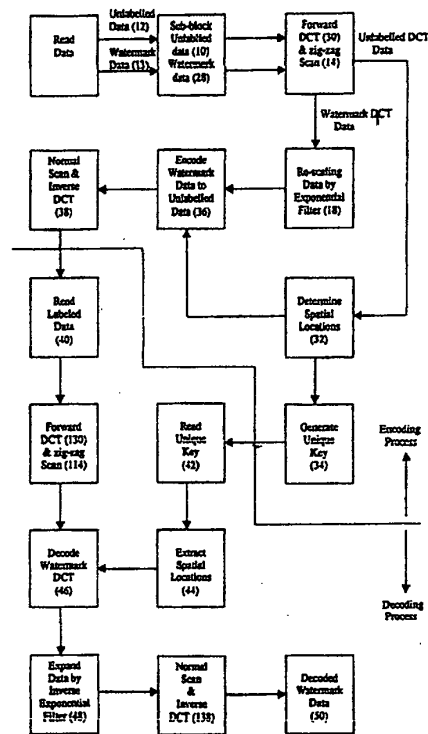 Unlabelled
Data (12)
Watermark
Data (13)
Read
Data
Sub-block
Unlabelled
data (10)
Watermark
data (28)
Forward
DCT (30)
& zig-zag
Scan (14)
Unlabelled DCT
Data
Watermark DCT
Data
Normal
Scan &
Inverse
DCT
(38)
Encode
Watermark
Data to
Unlabelled
Data (36)
Re-scaling
Data by
Exponential
Filter (18)
Read
Labeled
Data
(40)
Determine
Spatial
Locations
(32)
Forward
DCT (130)
& zig-zag
Scan (114)
Read
Unique
Key
(42)
Generate
Unique
Key
(34)
Encoding
Process
Decode
Watermark
DCT
(46)
Extract
Spatial
Locations
(44)
Decoding
Process
Expand
Data by
Inverse
Exponential
Filter (48)
Normal
Scan
&
Inverse
DCT (138)
Decoded
Watermark
Data
(50)